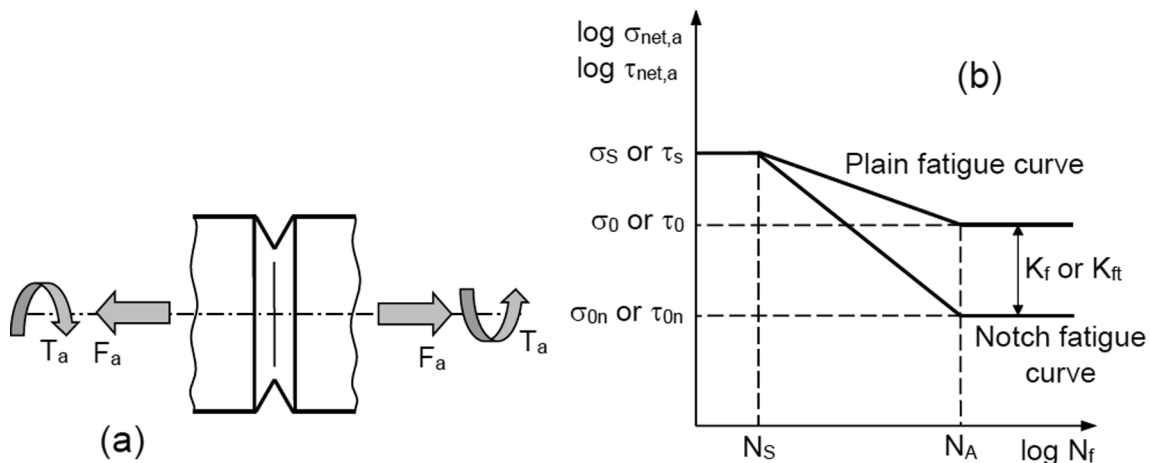 log σnet,a
log τnet,a
(b)
σS or τs
Plain fatigue curve
σ0 or τ0
Kf or Kft
σ0n or τ0n
Notch fatigue
curve
NS
NA
log Nf
Ta
Fa
Fa
Ta
(a)